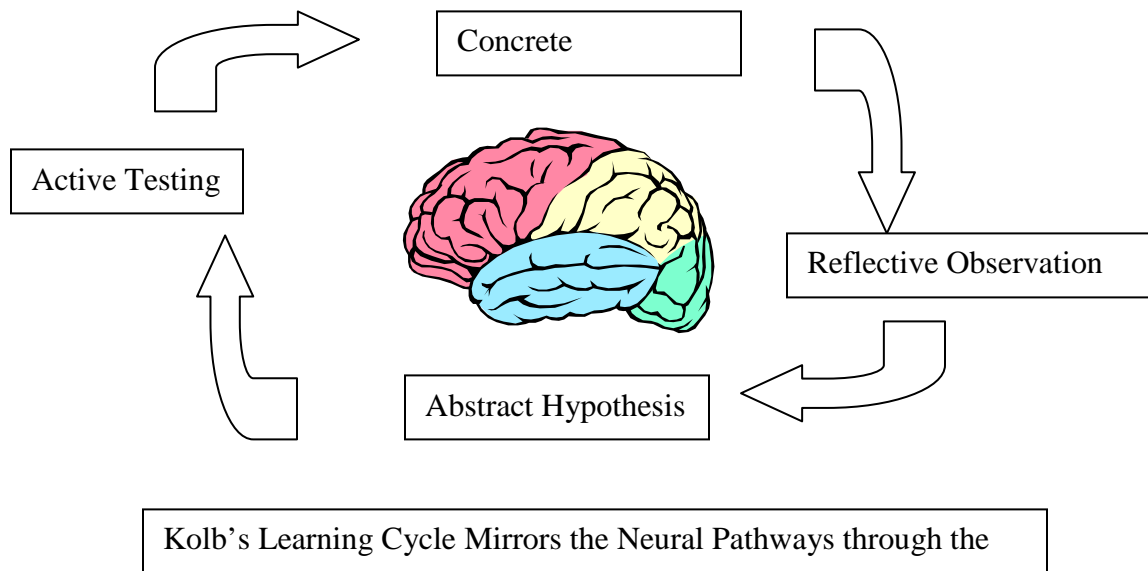 Concrete
Active Testing
Reflective Observation
Abstract Hypothesis
Kolb's Learning Cycle Mirrors the Neural Pathways through the